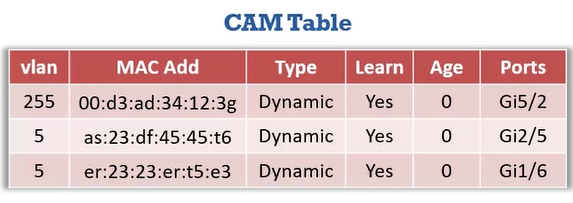 CAM Table
vlan MAC Add Type Learn Age Ports
255 00:d3:ad:34:12:3g Dynamic Yes 0 Gi5/2
5 as:23:df:45:45:t6 Dynamic Yes 0 Gi2/5
5 er:23:23:er:t5:e3 Dynamic Yes 0 Gi1/6